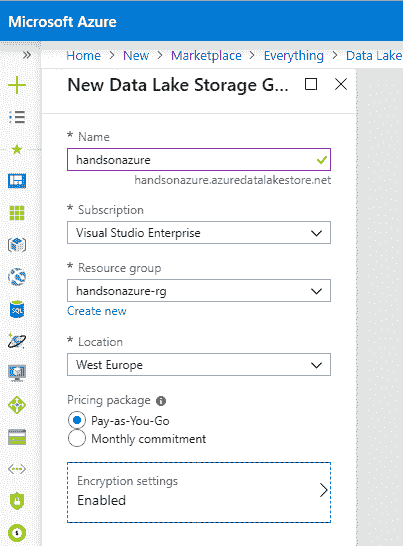 Microsoft Azure
» Home > New > Marketplace > Everything > Data Lake
New Data Lake Storage G...
* Name
handsonazure
handsonazure.azuredatalakestore.net
* Subscription
Visual Studio Enterprise
* Resource group
handsonazure-rg
Create new
* Location
West Europe
Pricing package
Pay-as-You-Go
Monthly commitment
Encryption settings
Enabled
SQL